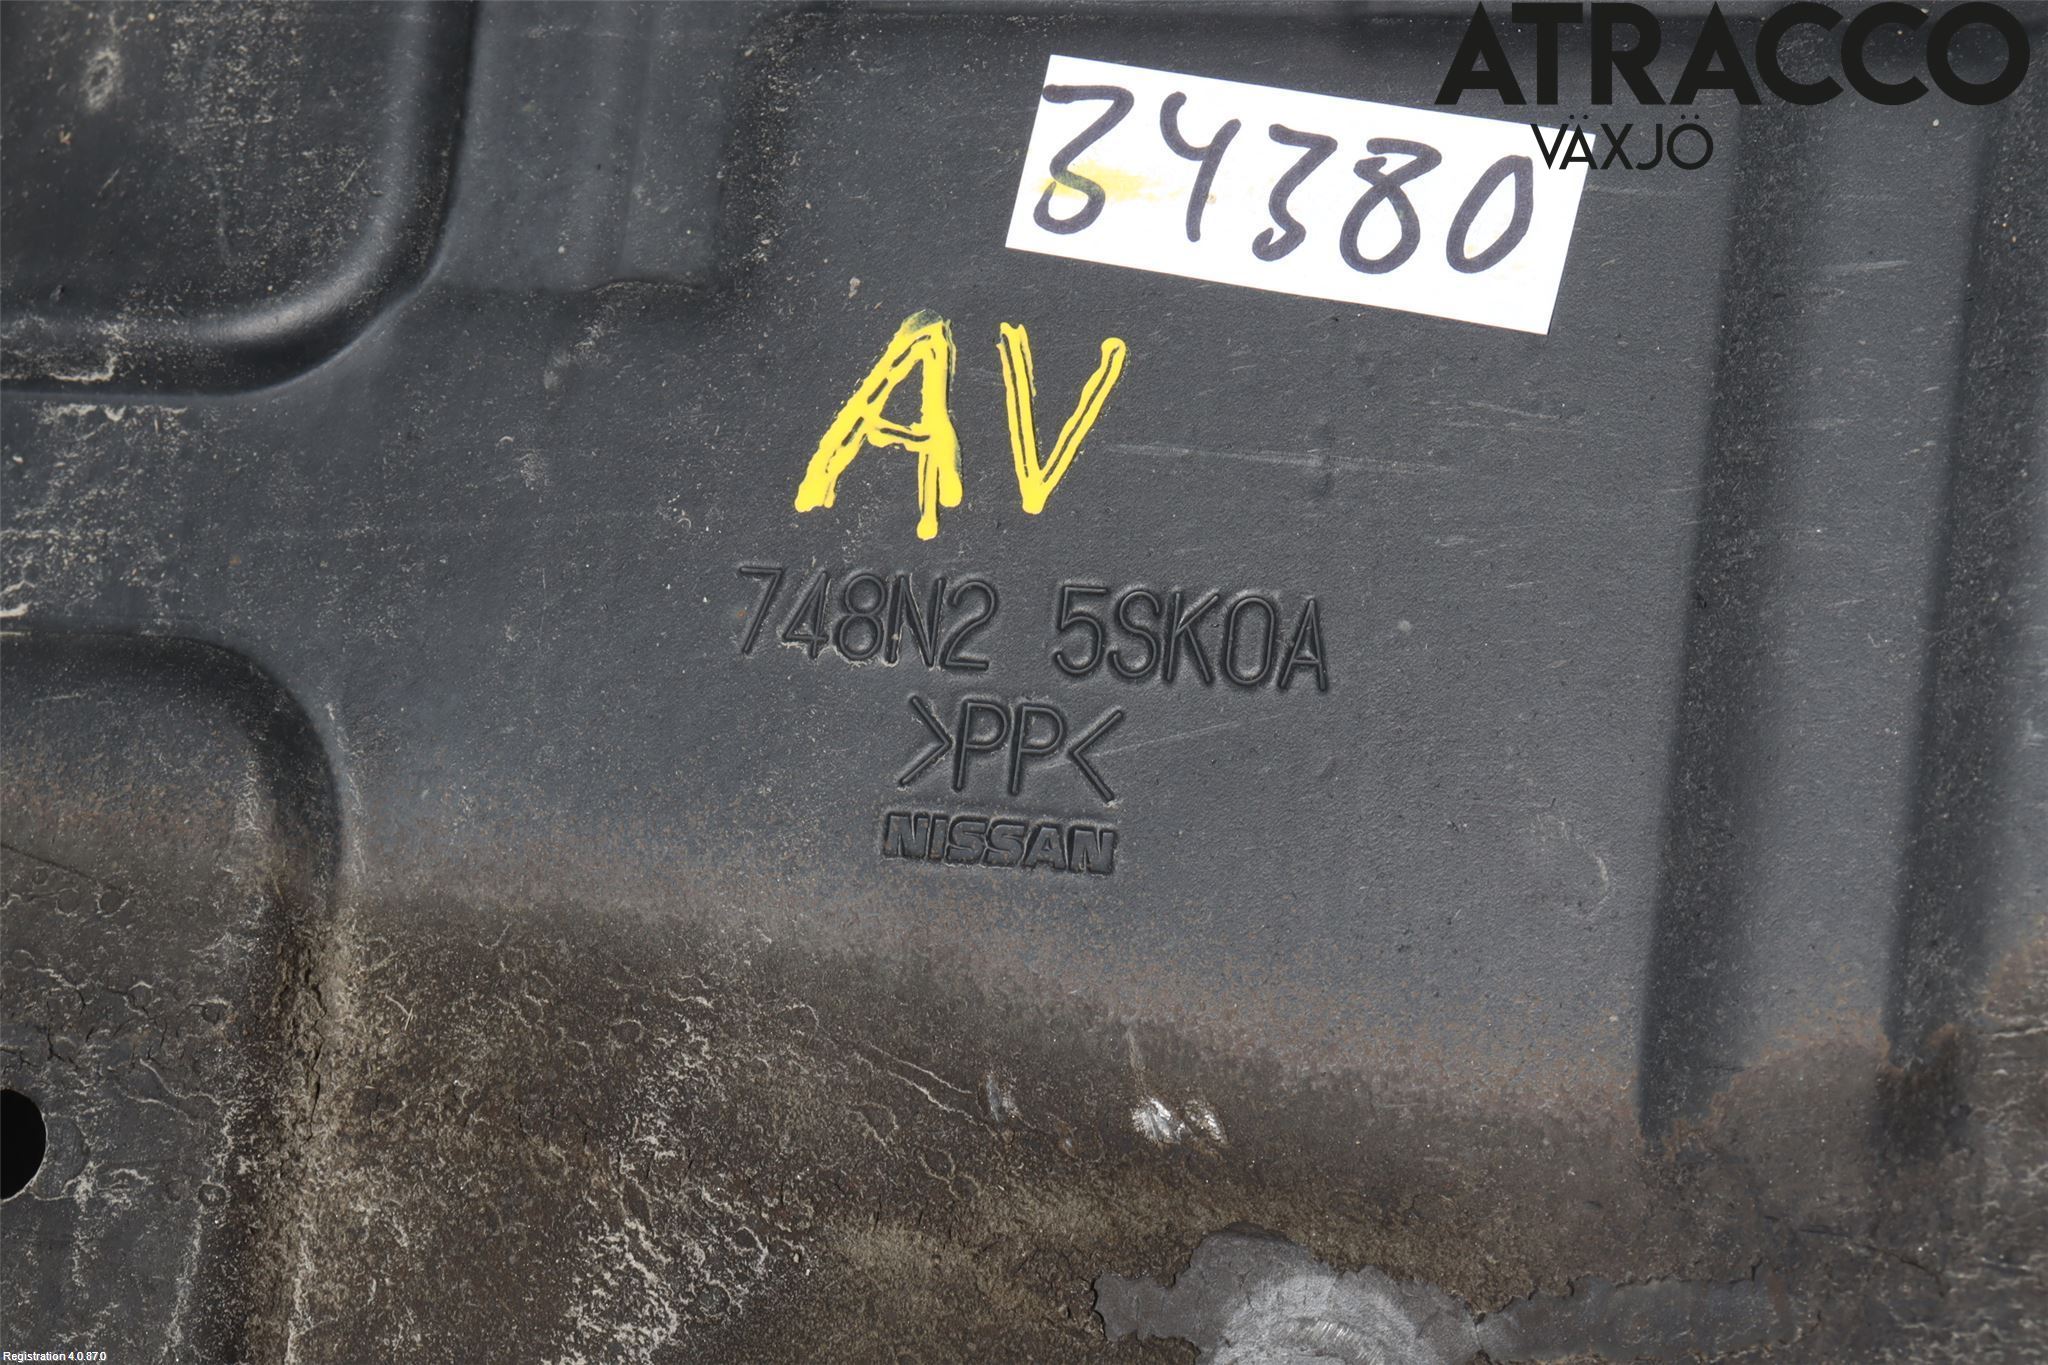 ATRACCO
VÄXJÖ
34380
AV
748N2 5SK0A
>PP<
NISSAN
Registration 4.0.87.0